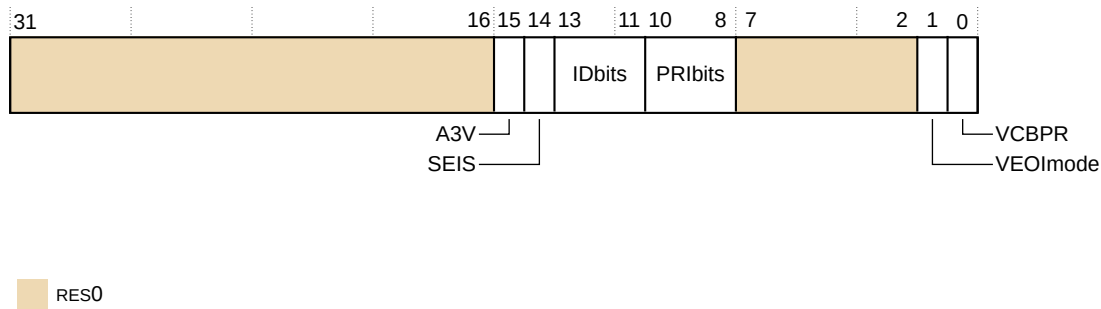 31 16 15 14 13 11 10 8 7 2 1 0
IDbits PRIbits
A3V VCBPR
SEIS VEOImode
RES0